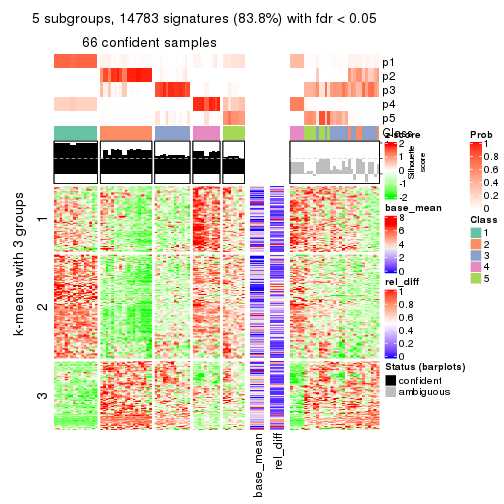 5 subgroups, 14783 signatures (83.8%) with fdr < 0.05
66 confident samples
p1
p2
p3
p4
p5
Class
k-means with 3 groups
1
2
3
base_mean
rel_diff
z-score
2
1
0
-1
-2
Silhouette
score
base_mean
8
6
4
2
0
rel_diff
1
0.8
0.6
0.4
0.2
0
Status (barplots)
confident
ambiguous
Prob
1
0.8
0.6
0.4
0.2
0
Class
1
2
3
4
5